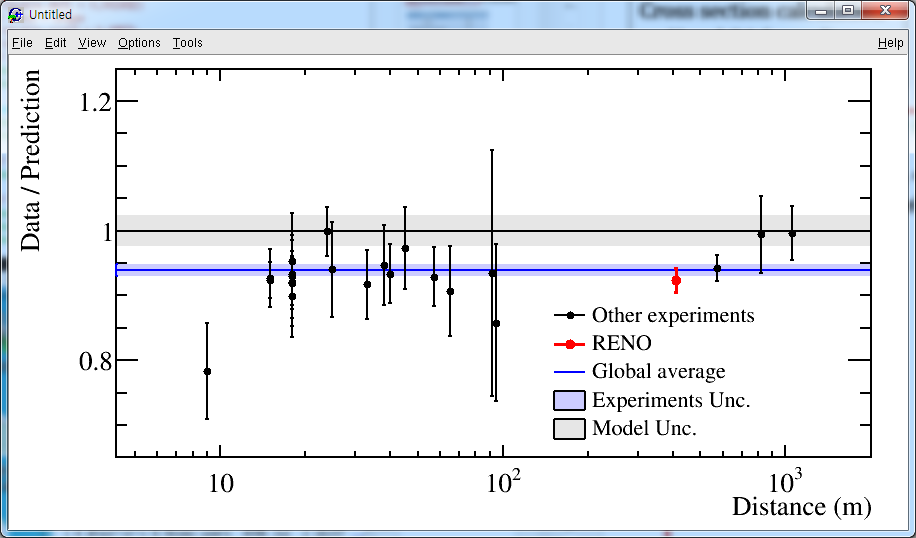 Untitled
File Edit View Options Tools Help
Data / Prediction
1.2
1
0.8
Other experiments
RENO
Global average
Experiments Unc.
Model Unc.
10 10² 10³
Distance (m)